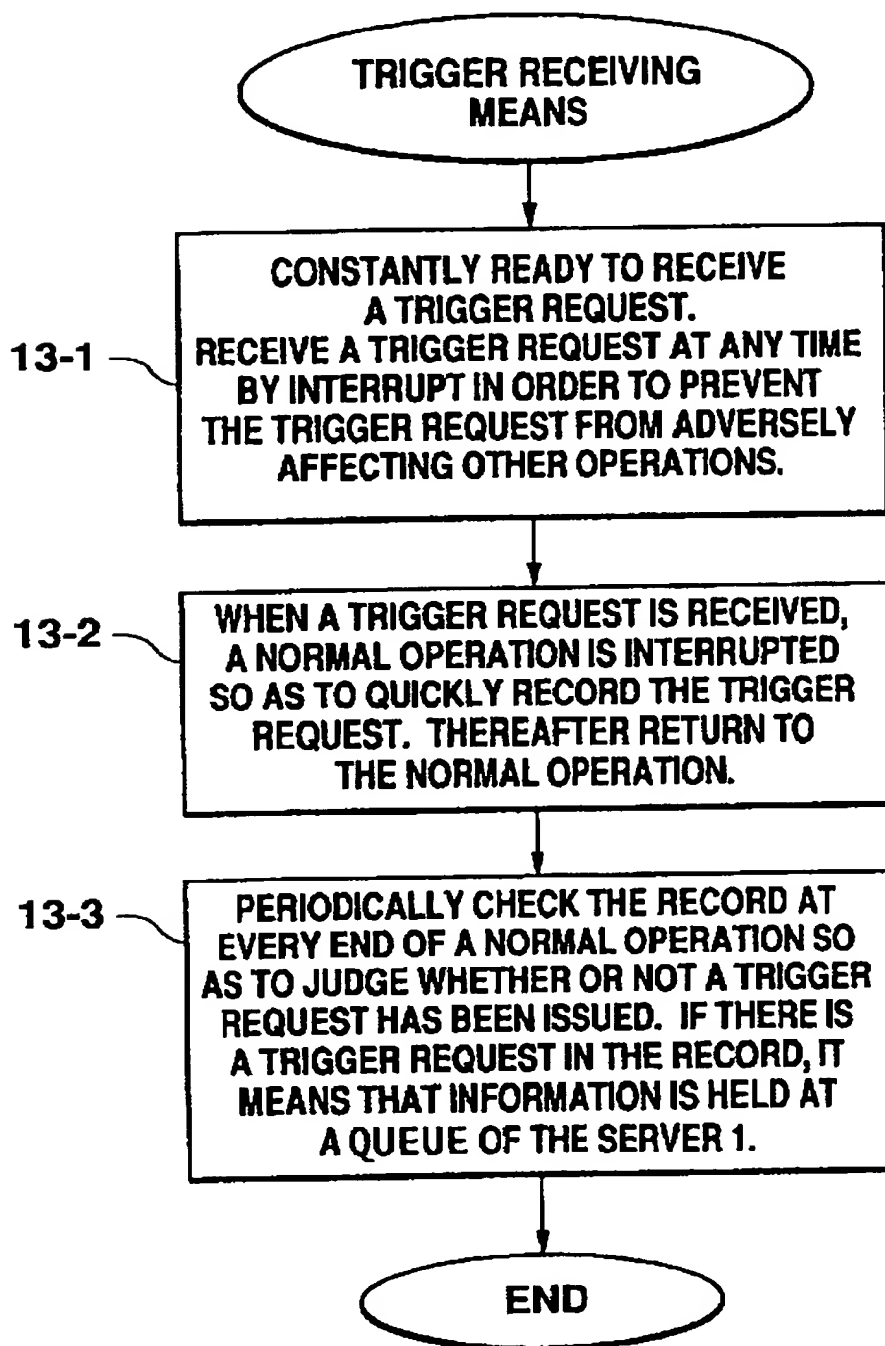 TRIGGER RECEIVING
MEANS
13-1
CONSTANTLY READY TO RECEIVE
A TRIGGER REQUEST.
RECEIVE A TRIGGER REQUEST AT ANY TIME
BY INTERRUPT IN ORDER TO PREVENT
THE TRIGGER REQUEST FROM ADVERSELY
AFFECTING OTHER OPERATIONS.
13-2
WHEN A TRIGGER REQUEST IS RECEIVED,
A NORMAL OPERATION IS INTERRUPTED
SO AS TO QUICKLY RECORD THE TRIGGER
REQUEST. THEREAFTER RETURN TO
THE NORMAL OPERATION.
13-3
PERIODICALLY CHECK THE RECORD AT
EVERY END OF A NORMAL OPERATION SO
AS TO JUDGE WHETHER OR NOT A TRIGGER
REQUEST HAS BEEN ISSUED. IF THERE IS
A TRIGGER REQUEST IN THE RECORD, IT
MEANS THAT INFORMATION IS HELD AT
A QUEUE OF THE SERVER 1.
END